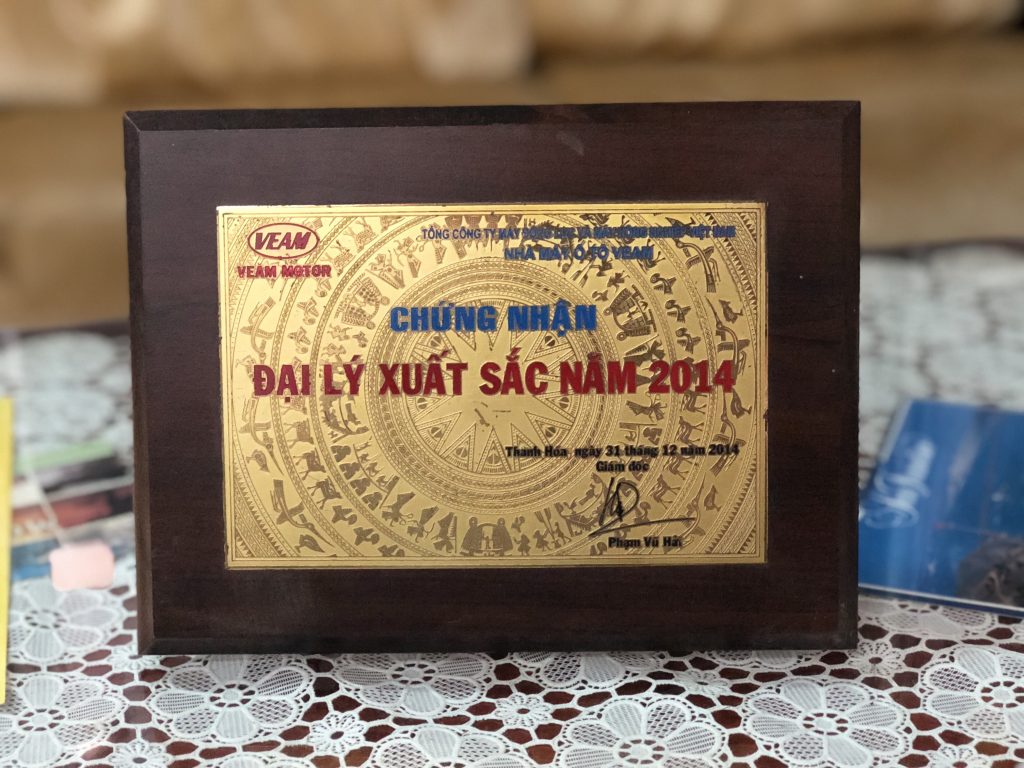 VEAM
VEAM MOTOR
TỔNG CÔNG TY MÁY ĐỘNG LỰC VÀ MÁY NÔNG NGHIỆP VIỆT NAM
NHÀ MÁY Ô TÔ VEAM
CHỨNG NHẬN
ĐẠI LÝ XUẤT SẮC NĂM 2014
Thanh Hóa, ngày 31 tháng 12 năm 2014
Giám đốc
Phạm Vũ Hải